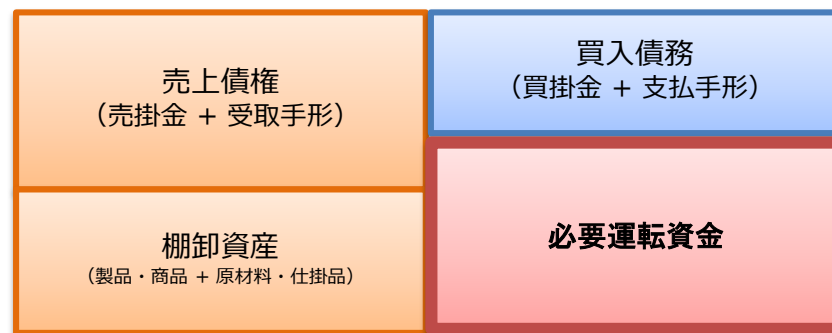 売上債権
（売掛金 + 受取手形）
買入債務
（買掛金 + 支払手形）
棚卸資産
（製品・商品 + 原材料・仕掛品）
必要運転資金